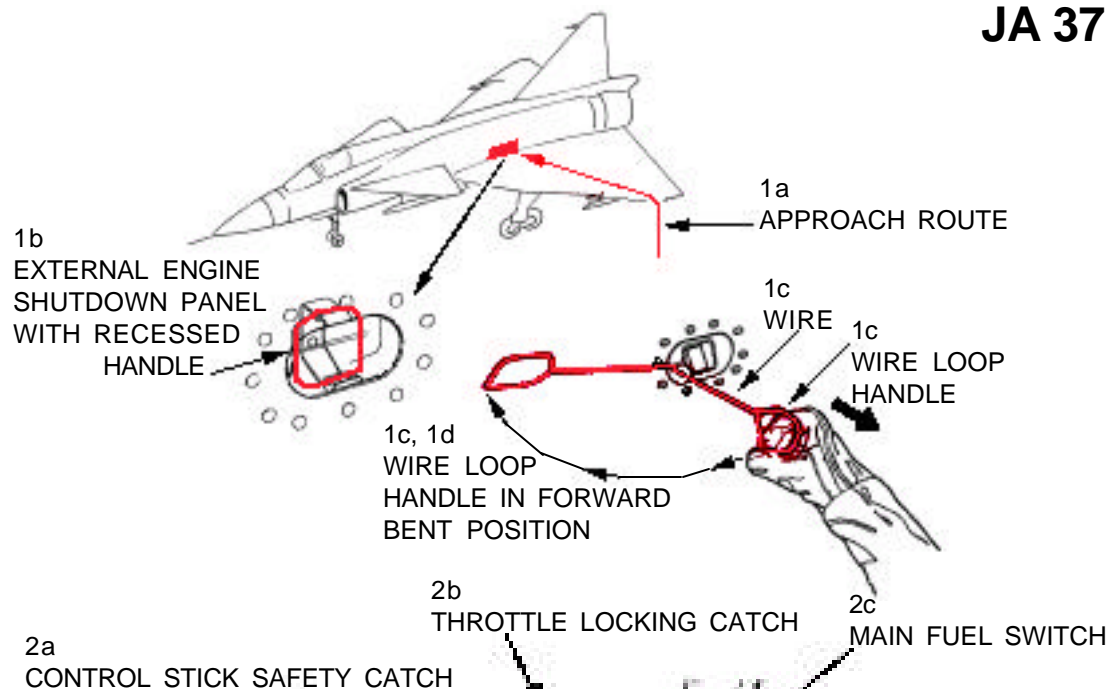 JA 37
1a
APPROACH ROUTE
1b
EXTERNAL ENGINE
SHUTDOWN PANEL
WITH RECESSED
HANDLE
1c
WIRE
1c
WIRE LOOP
HANDLE
1c, 1d
WIRE LOOP
HANDLE IN FORWARD
BENT POSITION
2b
THROTTLE LOCKING CATCH
2c
MAIN FUEL SWITCH
2a
CONTROL STICK SAFETY CATCH